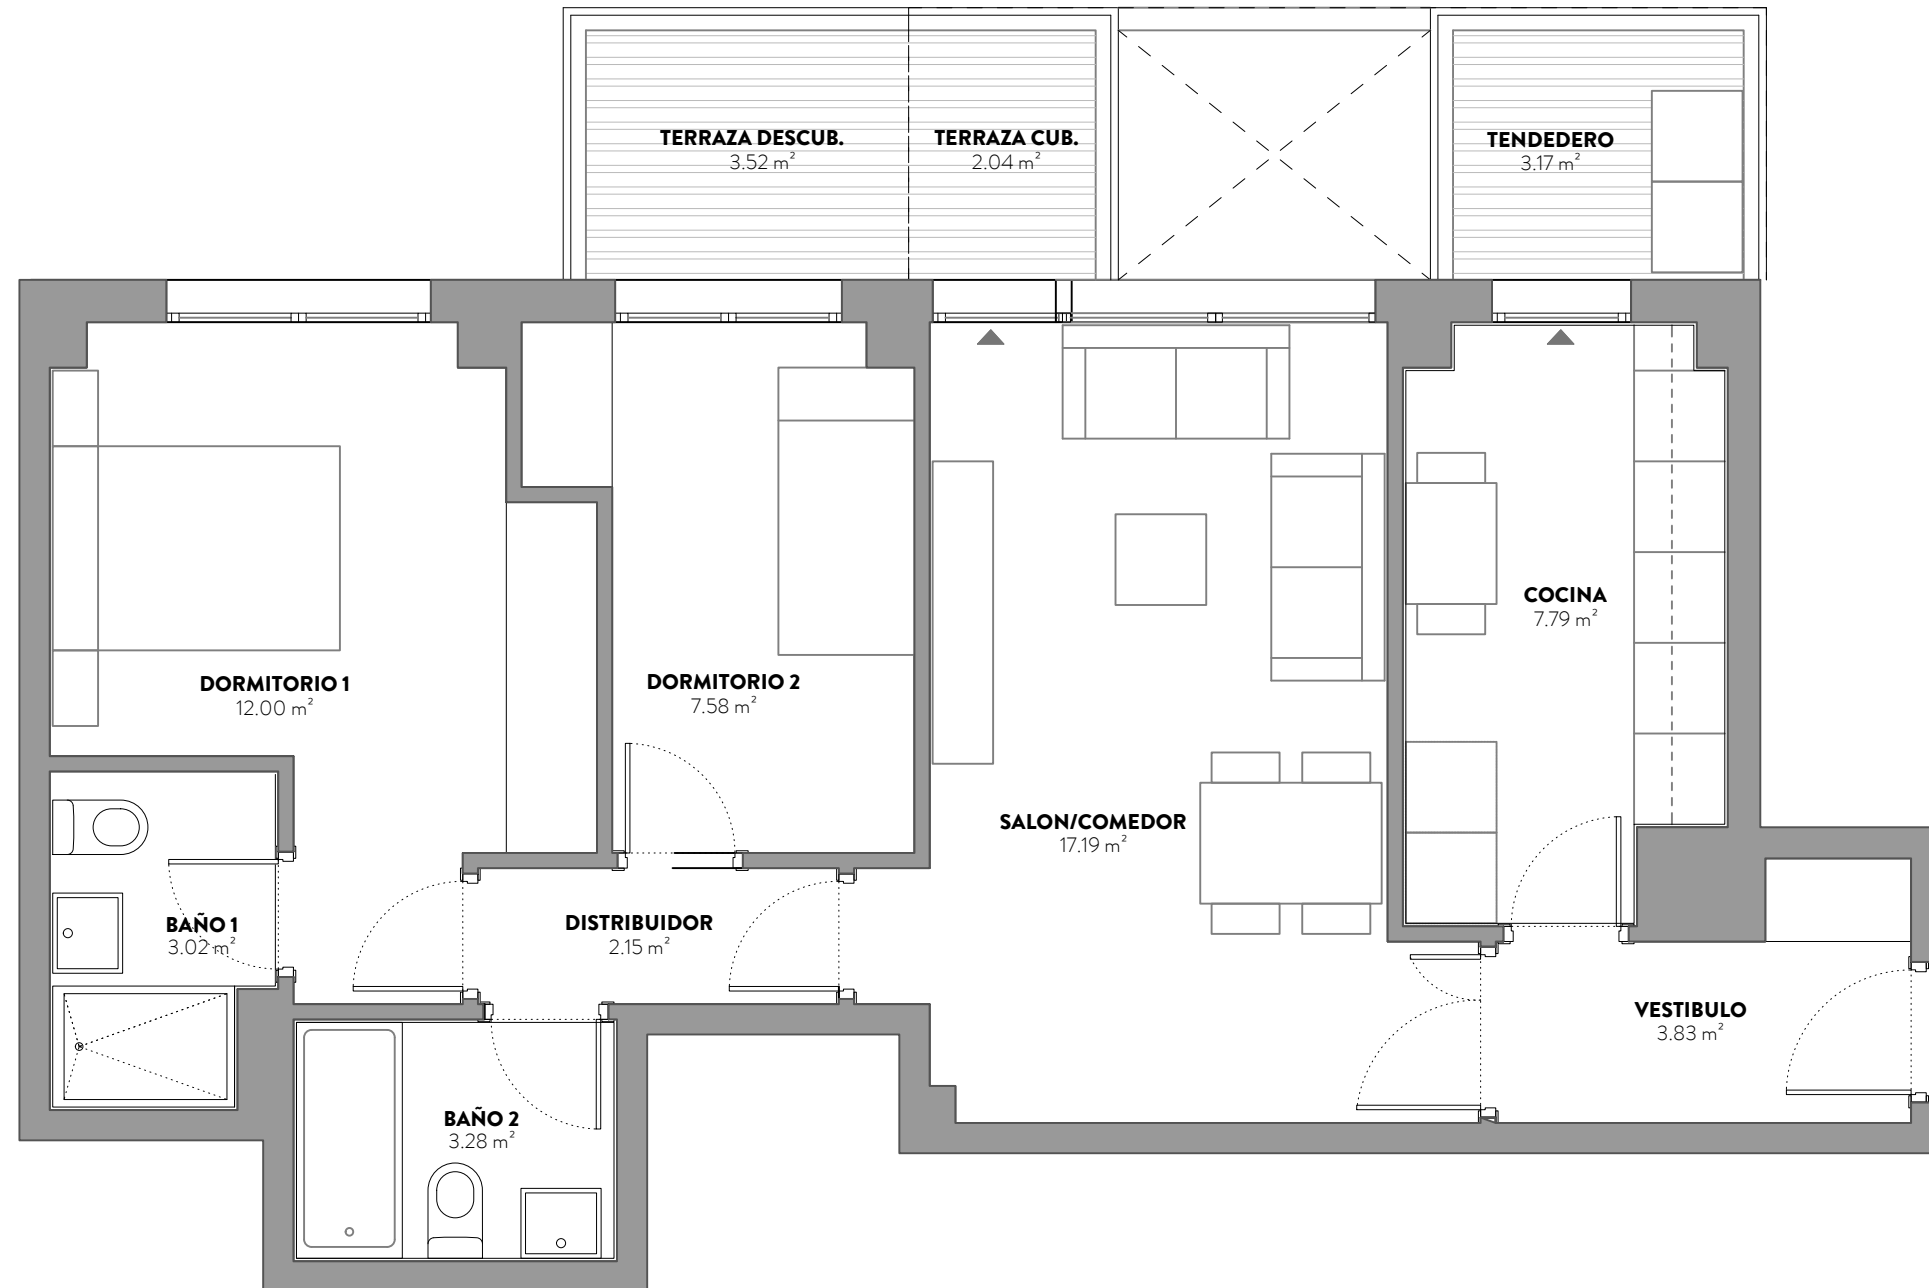 TERRAZA DESCUB.
3.52 m²
TERRAZA CUB.
2.04 m²
TENDEDERO
3.17 m²
COCINA
7.79 m²
DORMITORIO 1
12.00 m²
DORMITORIO 2
7.58 m²
SALON/COMEDOR
17.19 m²
BAÑO 1
3.02 m²
DISTRIBUIDOR
2.15 m²
VESTIBULO
3.83 m²
BAÑO 2
3.28 m²